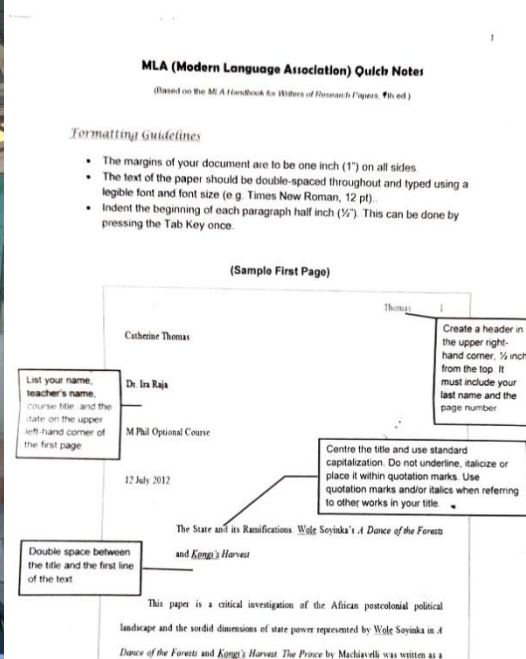 1
MLA (Modern Language Association) Quick Notes
(Based on the MLA Handbook for Writers of Research Papers, th ed.)
Formatting Guidelines
• The margins of your document are to be one inch (1") on all sides
• The text of the paper should be double-spaced throughout and typed using a
legible font and font size (e.g. Times New Roman, 12 pt)..
• Indent the beginning of each paragraph half inch (½"). This can be done by
pressing the Tab Key once.
(Sample First Page)
Thomas 1
Create a header in
the upper right-
hand corner, ½ inch
from the top. It
must include your
last name and the
page number
Catherine Thomas
List your name,
teacher's name,
course title, and the
date on the upper
left-hand corner of
the first page
Dr. Ira Raja
M Phil Optional Course
12 July 2012
Centre the title and use standard
capitalization. Do not underline, italicize or
place it within quotation marks. Use
quotation marks and/or italics when referring
to other works in your title.
The State and its Ramifications Wole Soyinka's A Dance of the Forests
and Kongi's Harvest
Double space between
the title and the first line
of the text.
This paper is a critical investigation of the African postcolonial political
landscape and the sordid dimensions of state power represented by Wole Soyinka in A
Dance of the Forests and Kongi's Harvest. The Prince by Machiavelli was written as a